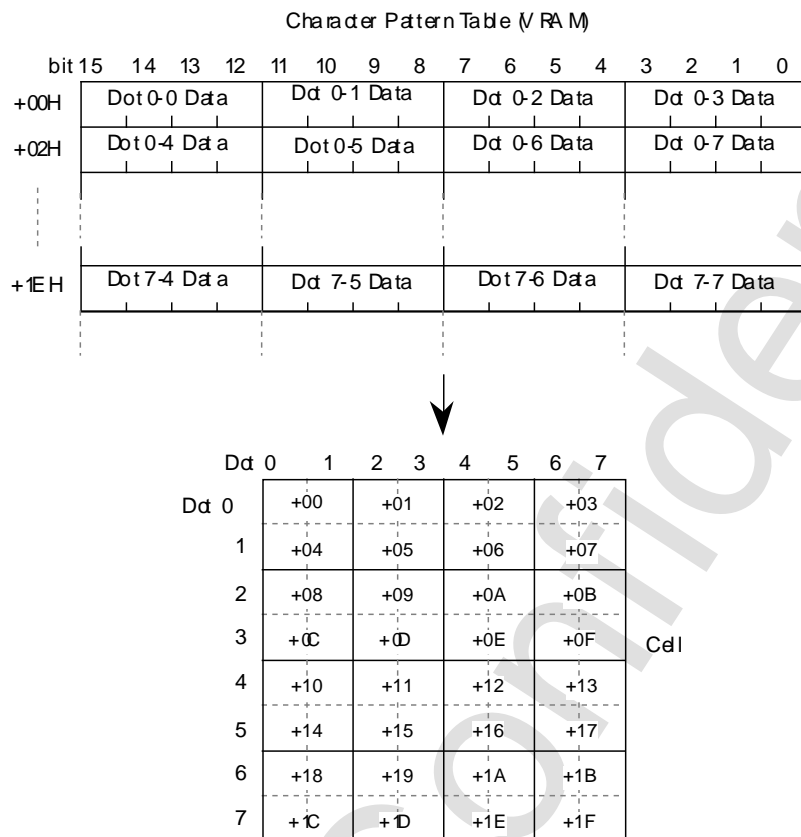 Character Pattern Table (VRAM)
bit 15 14 13 12 11 10 9 8 7 6 5 4 3 2 1 0
+00H Dot 0-0 Data Dot 0-1 Data Dot 0-2 Data Dot 0-3 Data
+02H Dot 0-4 Data Dot 0-5 Data Dot 0-6 Data Dot 0-7 Data
+1EH Dot 7-4 Data Dot 7-5 Data Dot 7-6 Data Dot 7-7 Data
Dot 0 1 2 3 4 5 6 7
Dot 0 +00 +01 +02 +03
1 +04 +05 +06 +07
2 +08 +09 +0A +0B
3 +0C +0D +0E +0F Cell
4 +10 +11 +12 +13
5 +14 +15 +16 +17
6 +18 +19 +1A +1B
7 +1C +1D +1E +1F
Confiden